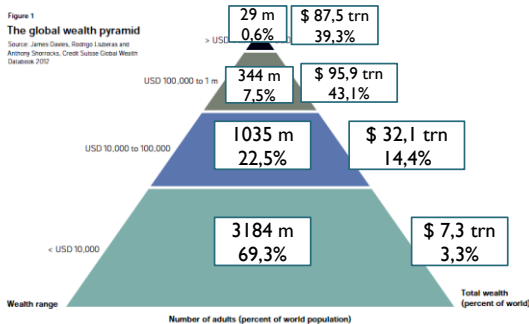 Figure 1
The global wealth pyramid
Source: James Davies, Rodrigo Lluberas and
Anthony Shorrocks, Credit Suisse Global Wealth
Databook 2012
29 m
0,6%
$ 87,5 trn
39,3%
> USD
USD 100,000 to 1 m
344 m
7,5%
$ 95,9 trn
43,1%
USD 10,000 to 100,000
1035 m
22,5%
$ 32,1 trn
14,4%
< USD 10,000
3184 m
69,3%
$ 7,3 trn
3,3%
Wealth range
Total wealth
(percent of world)
Number of adults (percent of world population)